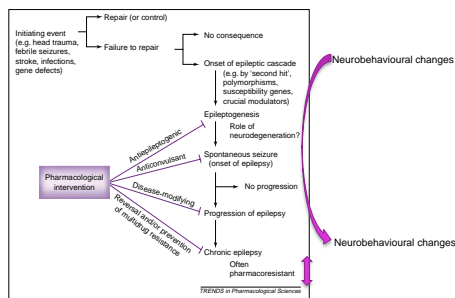 Repair (or control)
Initiating event
(e.g. head trauma,
febrile seizures,
stroke, infections,
gene defects)
Failure to repair
No consequence
Onset of epileptic cascade
(e.g. by 'second hit',
polymorphisms,
susceptibility genes,
crucial modulators)
Epileptogenesis
Role of
neurodegeneration?
Antiepileptogenic
Anticonvulsant
Spontaneous seizure
(onset of epilepsy)
Pharmacological
intervention
No progression
Disease-modifying
Progression of epilepsy
Reversal and/or prevention
of multidrug resistance
Chronic epilepsy
Often
pharmacoresistant
TRENDS in Pharmacological Sciences
Neurobehavioural changes
Neurobehavioural changes